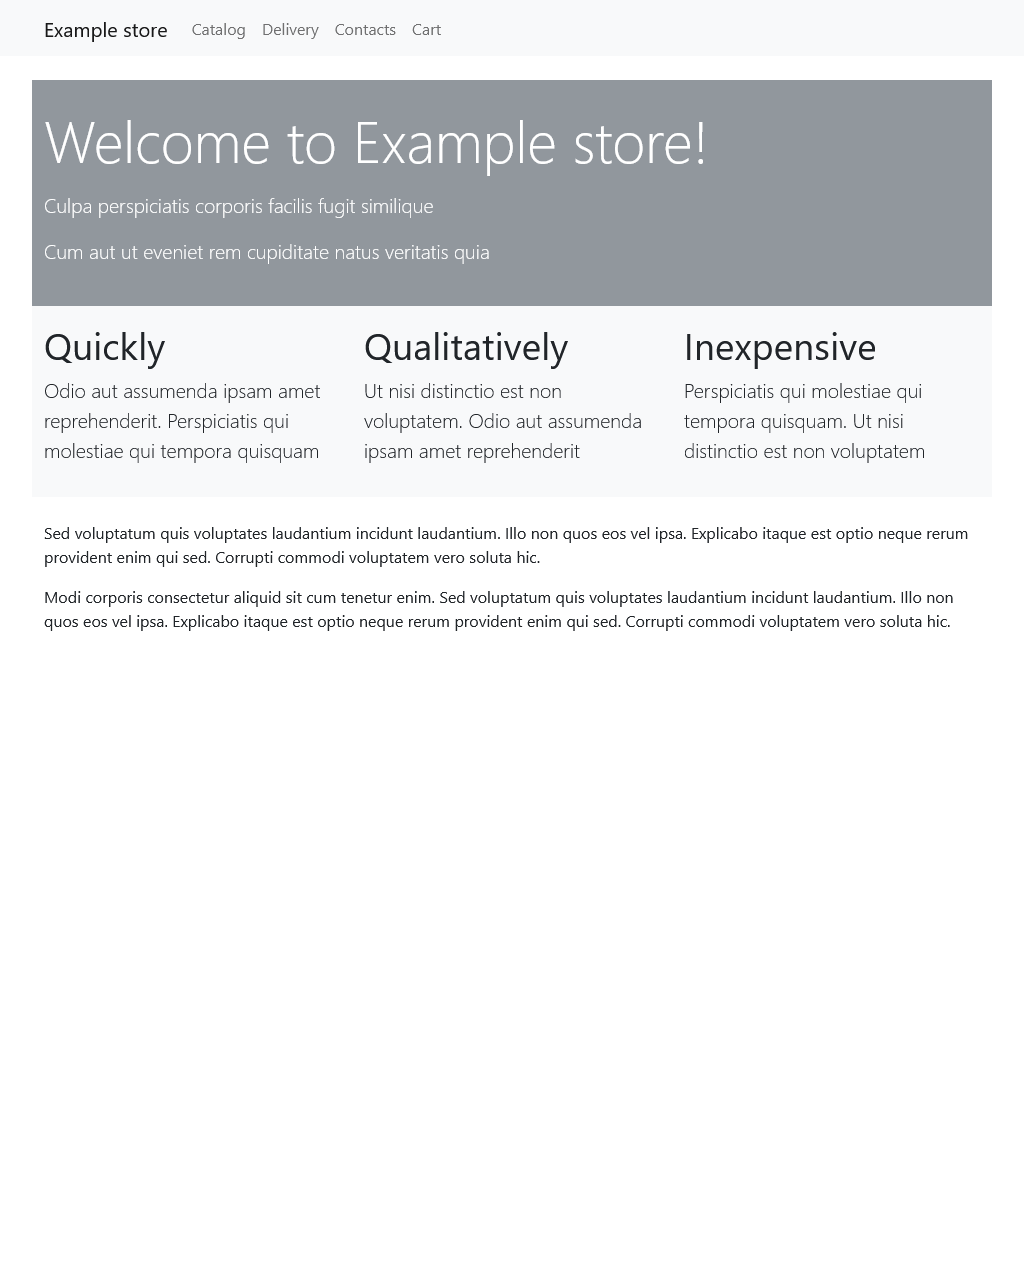 Example store Catalog Delivery Contacts Cart
Welcome to Example store!
Culpa perspiciatis corporis facilis fugit similique
Cum aut ut eveniet rem cupiditate natus veritatis quia
Quickly
Odio aut assumenda ipsam amet
reprehenderit. Perspiciatis qui
molestiae qui tempora quisquam
Qualitatively
Ut nisi distinctio est non
voluptatem. Odio aut assumenda
ipsam amet reprehenderit
Inexpensive
Perspiciatis qui molestiae qui
tempora quisquam. Ut nisi
distinctio est non voluptatem
Sed voluptatum quis voluptates laudantium incidunt laudantium. Illo non quos eos vel ipsa. Explicabo itaque est optio neque rerum
provident enim qui sed. Corrupti commodi voluptatem vero soluta hic.
Modi corporis consectetur aliquid sit cum tenetur enim. Sed voluptatum quis voluptates laudantium incidunt laudantium. Illo non
quos eos vel ipsa. Explicabo itaque est optio neque rerum provident enim qui sed. Corrupti commodi voluptatem vero soluta hic.